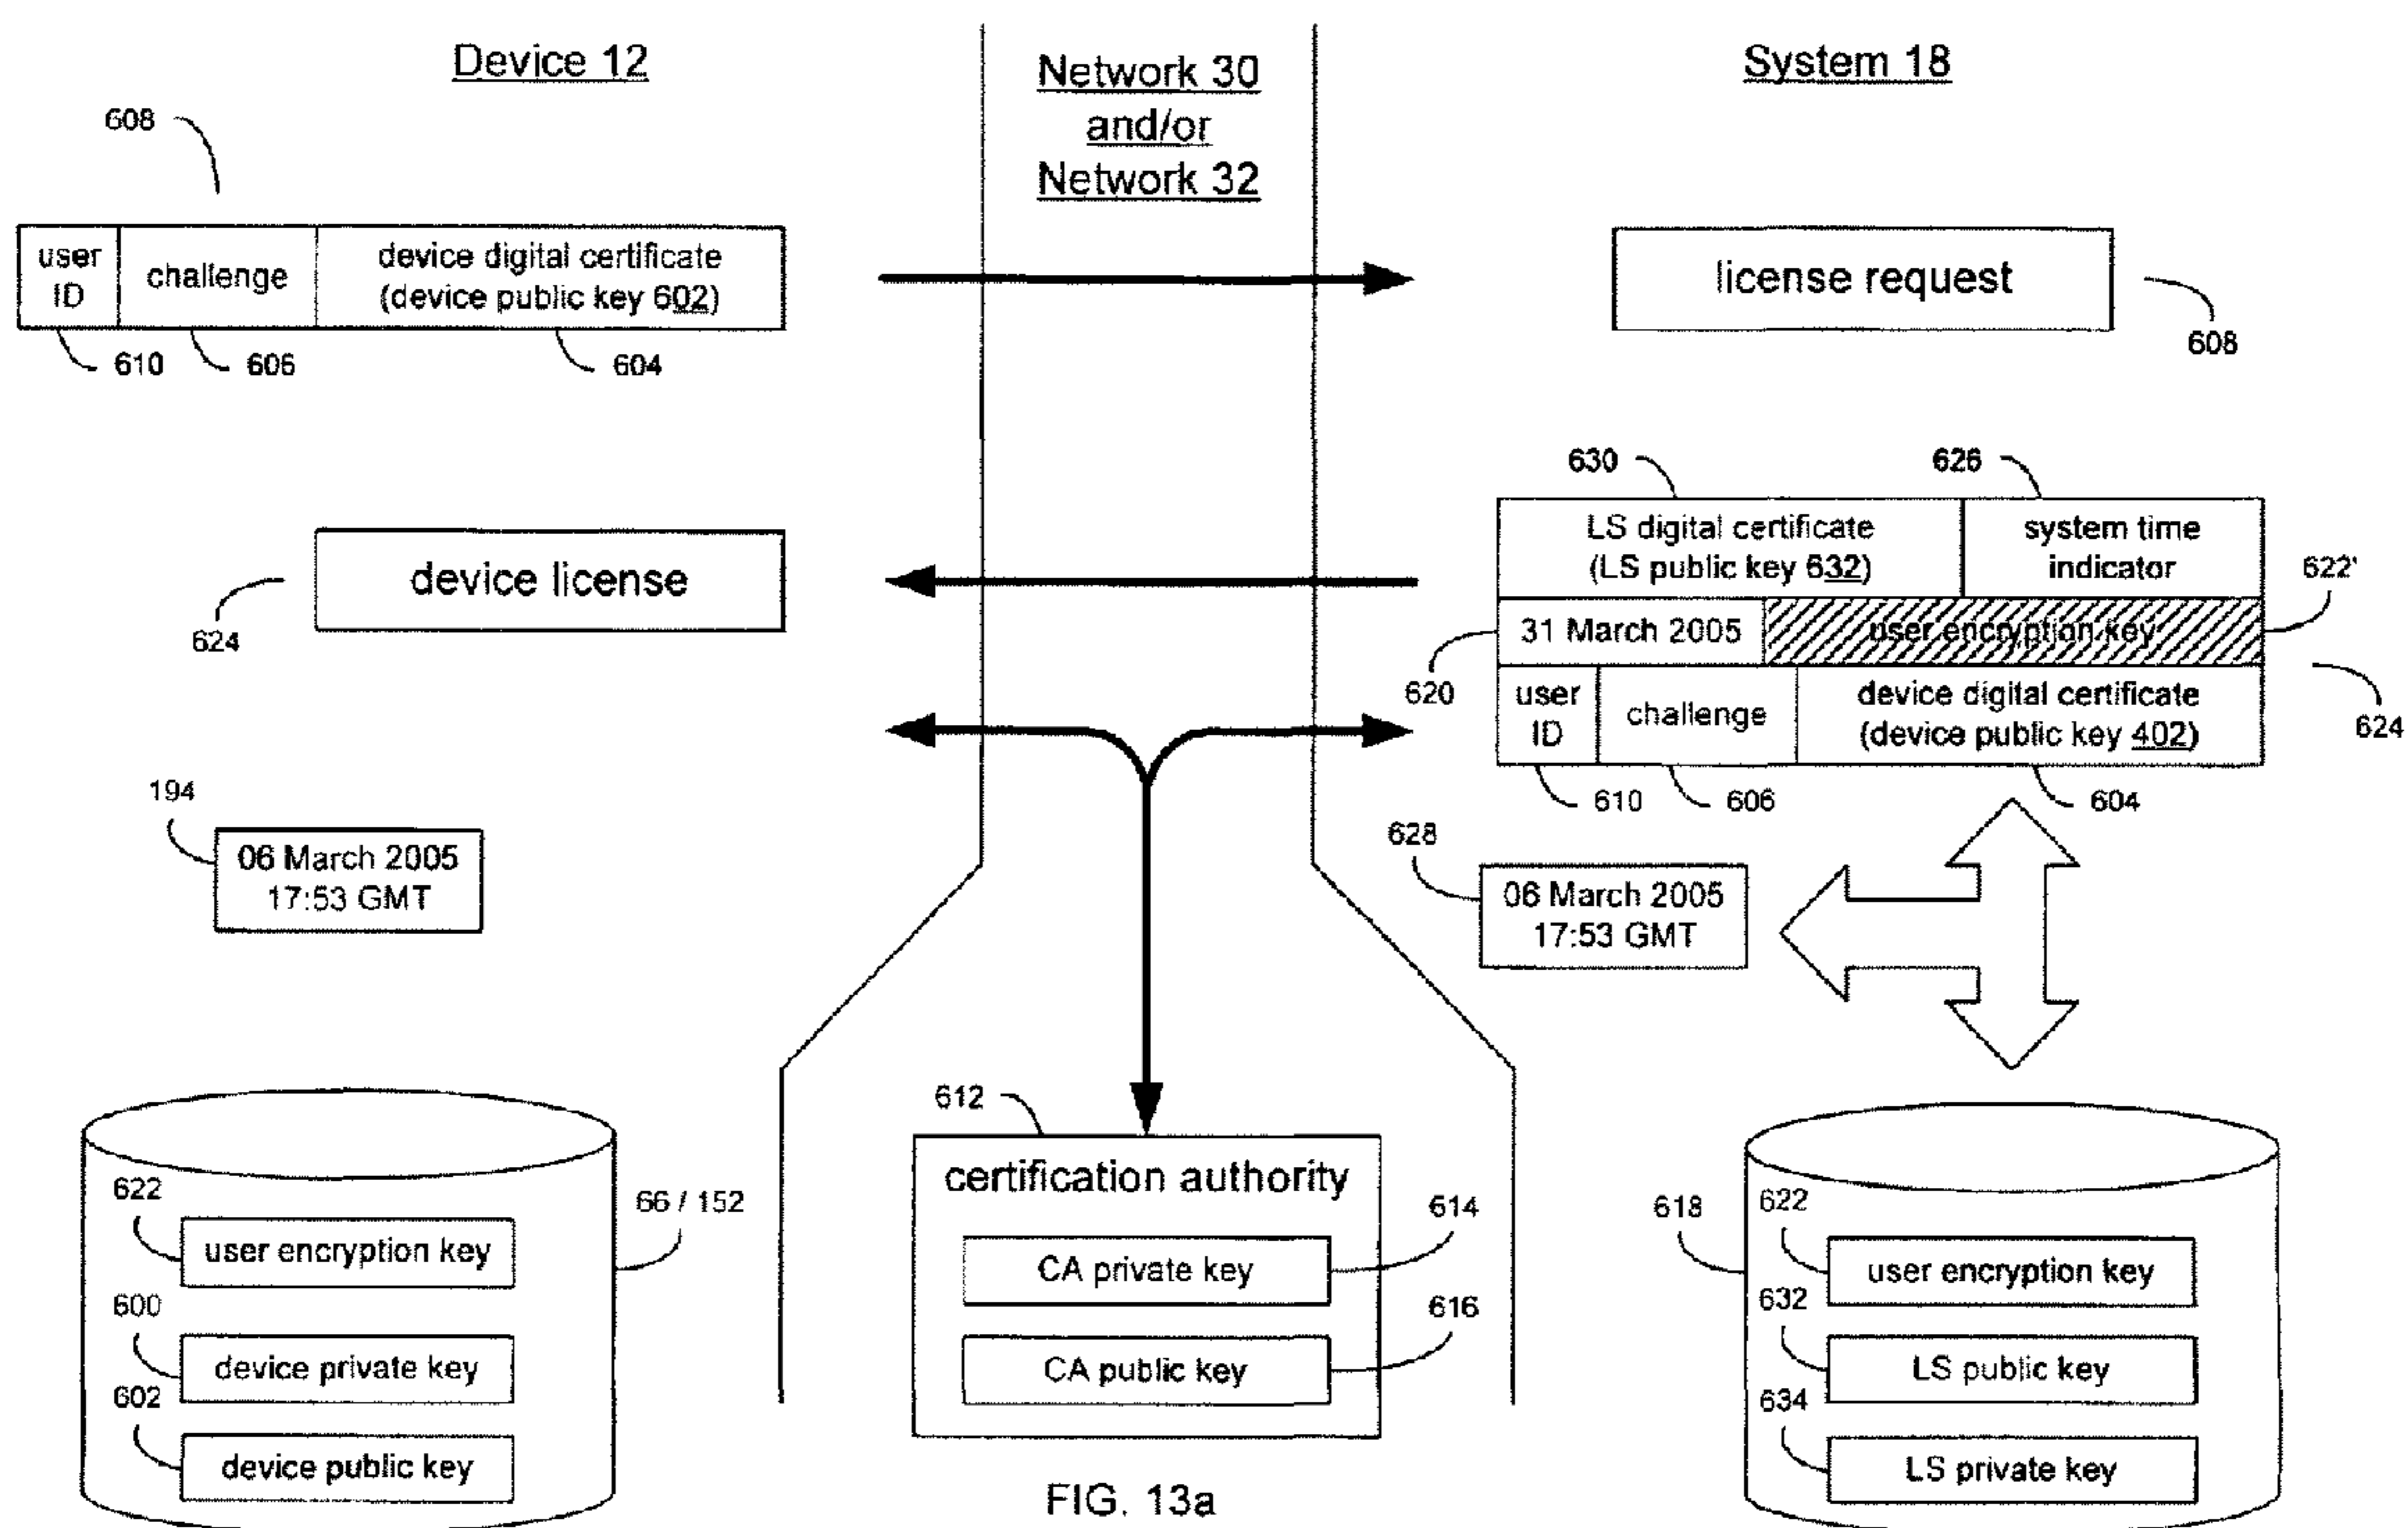 Device 12
Network 30
and/or
Network 32
System 18
608
user
ID
challenge
device digital certificate
(device public key 602)
610
606
604
license request
608
device license
624
630
626
LS digital certificate
(LS public key 632)
system time
indicator
622'
31 March 2005
user encryption key
620
user
ID
challenge
device digital certificate
(device public key 402)
624
610
606
604
194
06 March 2005
17:53 GMT
628
06 March 2005
17:53 GMT
622
user encryption key
600
device private key
602
device public key
66 / 152
612
certification authority
614
CA private key
616
CA public key
618
622
user encryption key
632
LS public key
634
LS private key
FIG. 13a